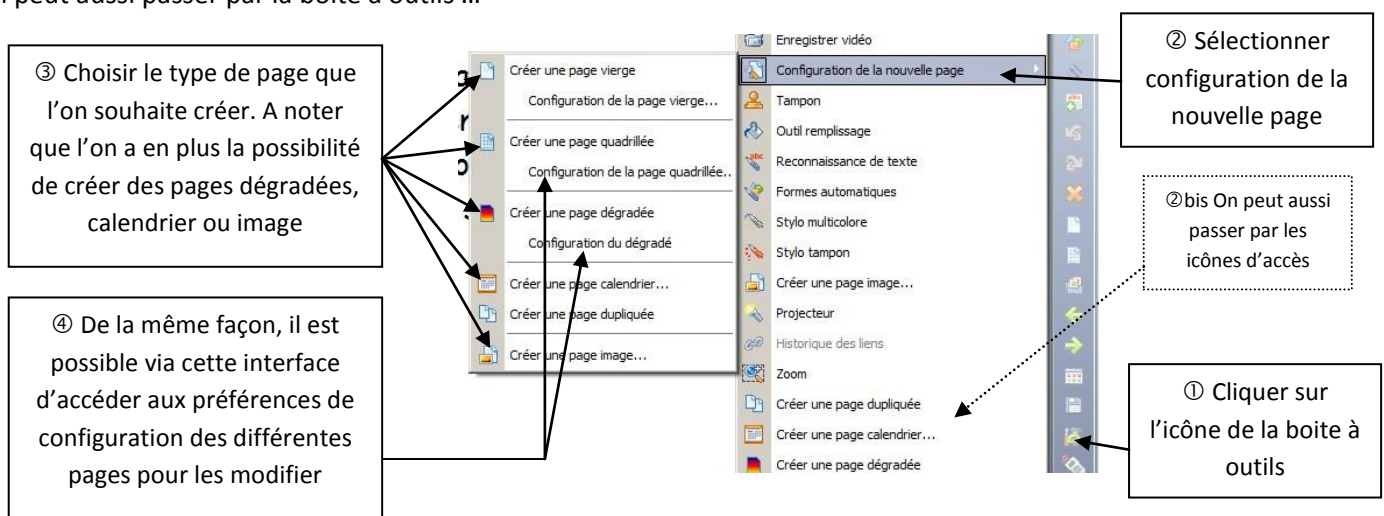 n peut aussi passer par la boite à outils …
③ Choisir le type de page que
l’on souhaite créer. A noter
que l’on a en plus la possibilité
de créer des pages dégradées,
calendrier ou image
④ De la même façon, il est
possible via cette interface
d’accéder aux préférences de
configuration des différentes
pages pour les modifier
Créer une page vierge
Configuration de la page vierge...
Créer une page quadrillée
Configuration de la page quadrillée..
Créer une page dégradée
Configuration du dégradé
Créer une page calendrier...
Créer une page dupliquée
Créer une page image...
Enregistrer vidéo
Configuration de la nouvelle page
Tampon
Outil remplissage
Reconnaissance de texte
Formes automatiques
Stylo multicolore
Stylo tampon
Créer une page image...
Projecteur
Historique des liens
Zoom
Créer une page dupliquée
Créer une page calendrier...
Créer une page dégradée
② Sélectionner
configuration de la
nouvelle page
②bis On peut aussi
passer par les
icônes d’accès
① Cliquer sur
l’icône de la boite à
outils